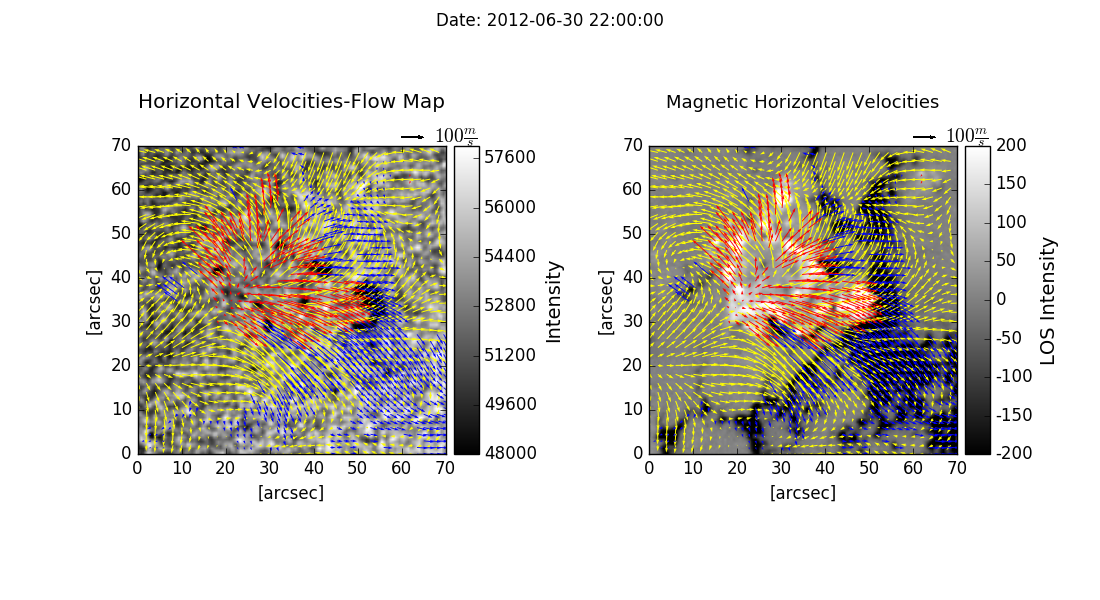 Date: 2012-06-30 22:00:00
Horizontal Velocities-Flow Map
100 m/s
70
60
50
40
30
20
10
0
[arcsec]
0 10 20 30 40 50 60 70
[arcsec]
57600
56000
54400
52800
51200
49600
48000
Intensity
Magnetic Horizontal Velocities
100 m/s
70
60
50
40
30
20
10
0
[arcsec]
0 10 20 30 40 50 60 70
[arcsec]
200
150
100
50
0
-50
-100
-150
-200
LOS Intensity